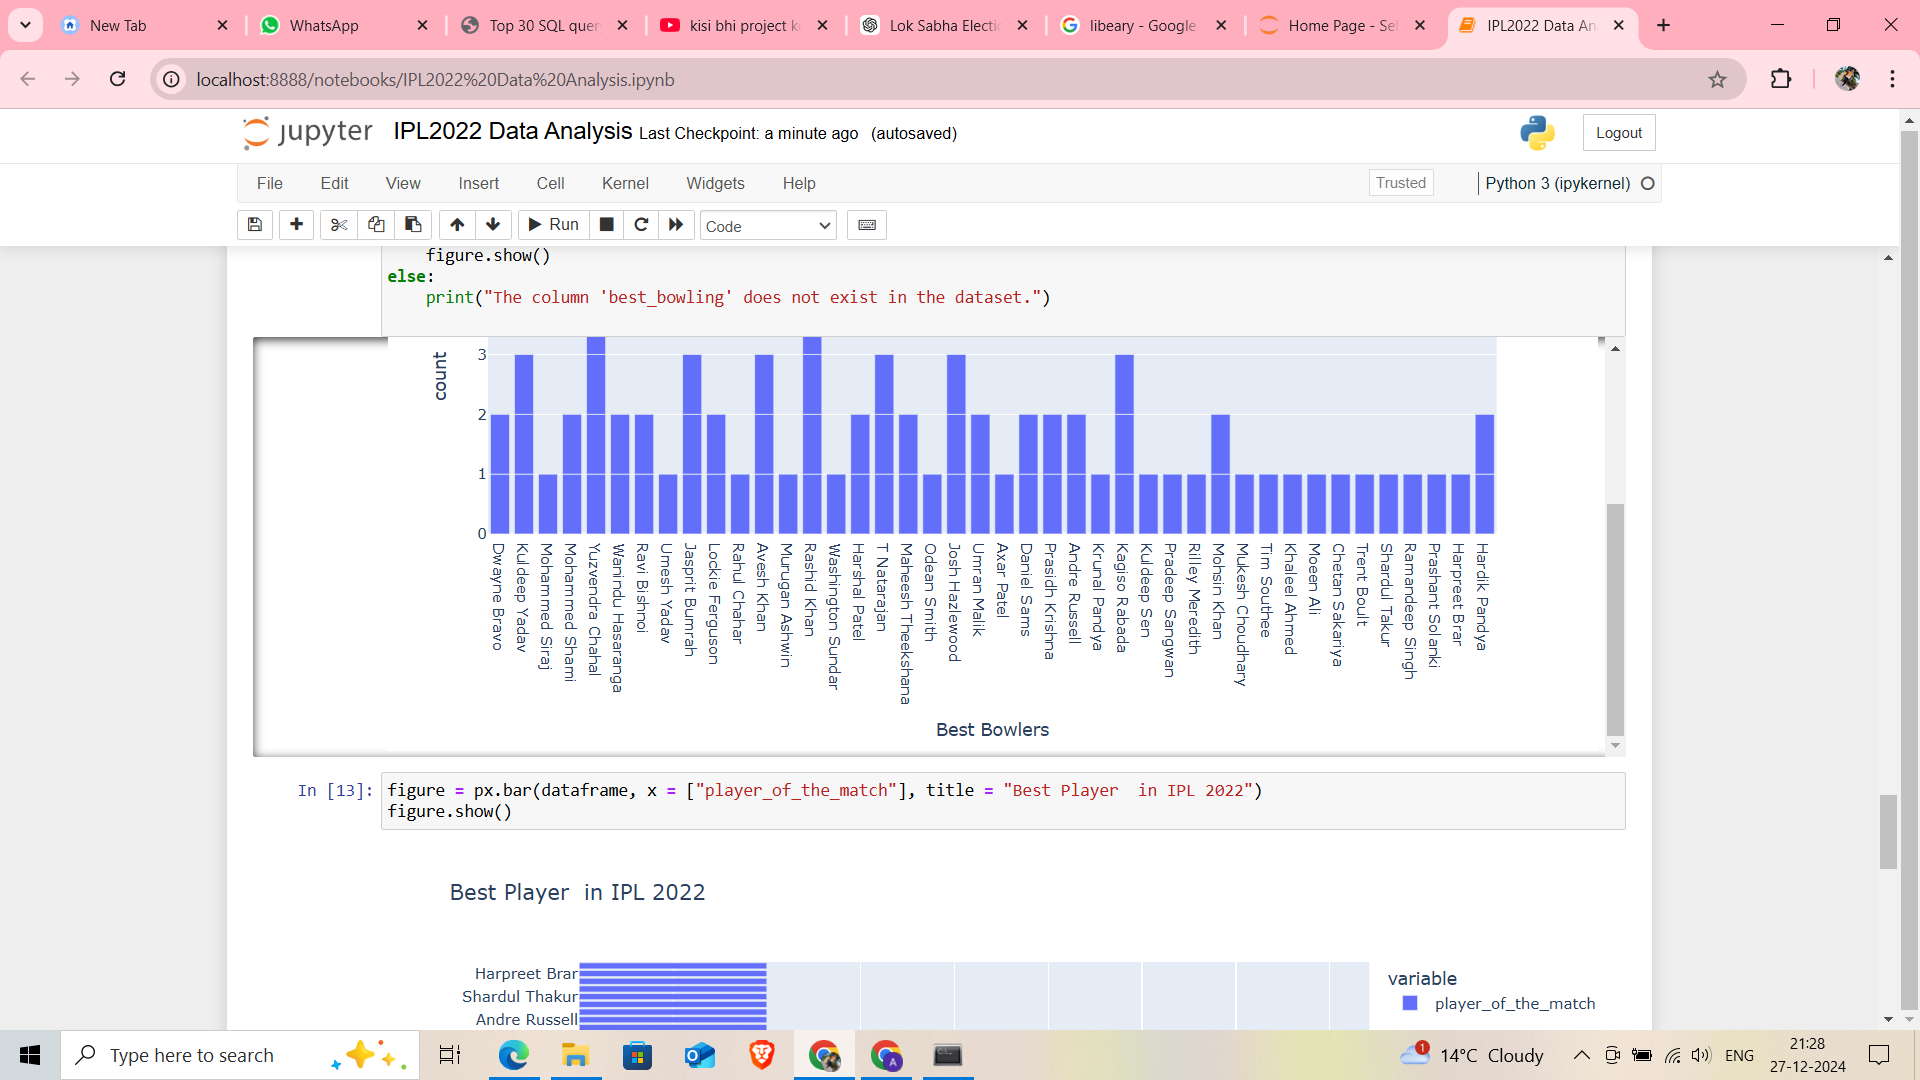 New Tab
WhatsApp
Top 30 SQL quer
kisi bhi project k
Lok Sabha Electi
libeary - Google
Home Page - Sel
IPL2022 Data An
localhost:8888/notebooks/IPL2022%20Data%20Analysis.ipynb
jupyter IPL2022 Data Analysis Last Checkpoint: a minute ago (autosaved)
Logout
File Edit View Insert Cell Kernel Widgets Help
Trusted
Python 3 (ipykernel)
Run
Code
figure.show()
else:
print("The column 'best_bowling' does not exist in the dataset.")
count
3
2
1
0
Dwayne Bravo
Kuldeep Yadav
Mohammed Siraj
Mohammed Shami
Yuzvendra Chahal
Wanindu Hasaranga
Ravi Bishnoi
Umesh Yadav
Jasprit Bumrah
Lockie Ferguson
Rahul Chahar
Avesh Khan
Murugan Ashwin
Rashid Khan
Washington Sundar
Harshal Patel
T Natarajan
Maheesh Theekshana
Odean Smith
Josh Hazlewood
Umran Malik
Axar Patel
Daniel Sams
Prasidh Krishna
Andre Russell
Krunal Pandya
Kagiso Rabada
Kuldeep Sen
Pradeep Sangwan
Riley Meredith
Mohsin Khan
Mukesh Choudhary
Tim Southee
Khaleel Ahmed
Moeen Ali
Chetan Sakariya
Trent Boult
Shardul Takur
Ramandeep Singh
Prashant Solanki
Harpreet Brar
Hardik Pandya
Best Bowlers
In [13]:
figure = px.bar(dataframe, x = ["player_of_the_match"], title = "Best Player  in IPL 2022")
figure.show()
Best Player  in IPL 2022
Harpreet Brar
Shardul Thakur
Andre Russell
variable
player_of_the_match
Type here to search
1
14°C Cloudy
ENG
21:28
27-12-2024